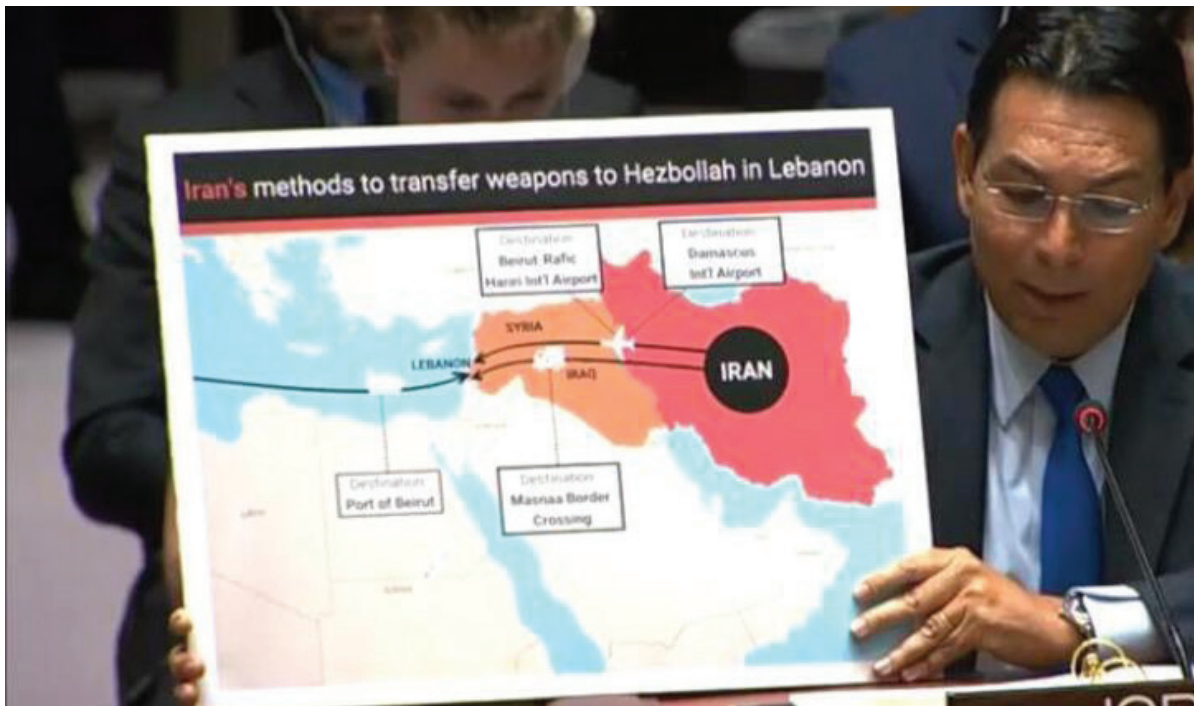 Iran's methods to transfer weapons to Hezbollah in Lebanon
Destination
Beirut Rafic
Hariri Int'l Airport
Destination
Damascus
Int'l Airport
SYRIA
LEBANON
IRAQ
IRAN
Destination
Port of Beirut
Destination
Masnaa Border
Crossing